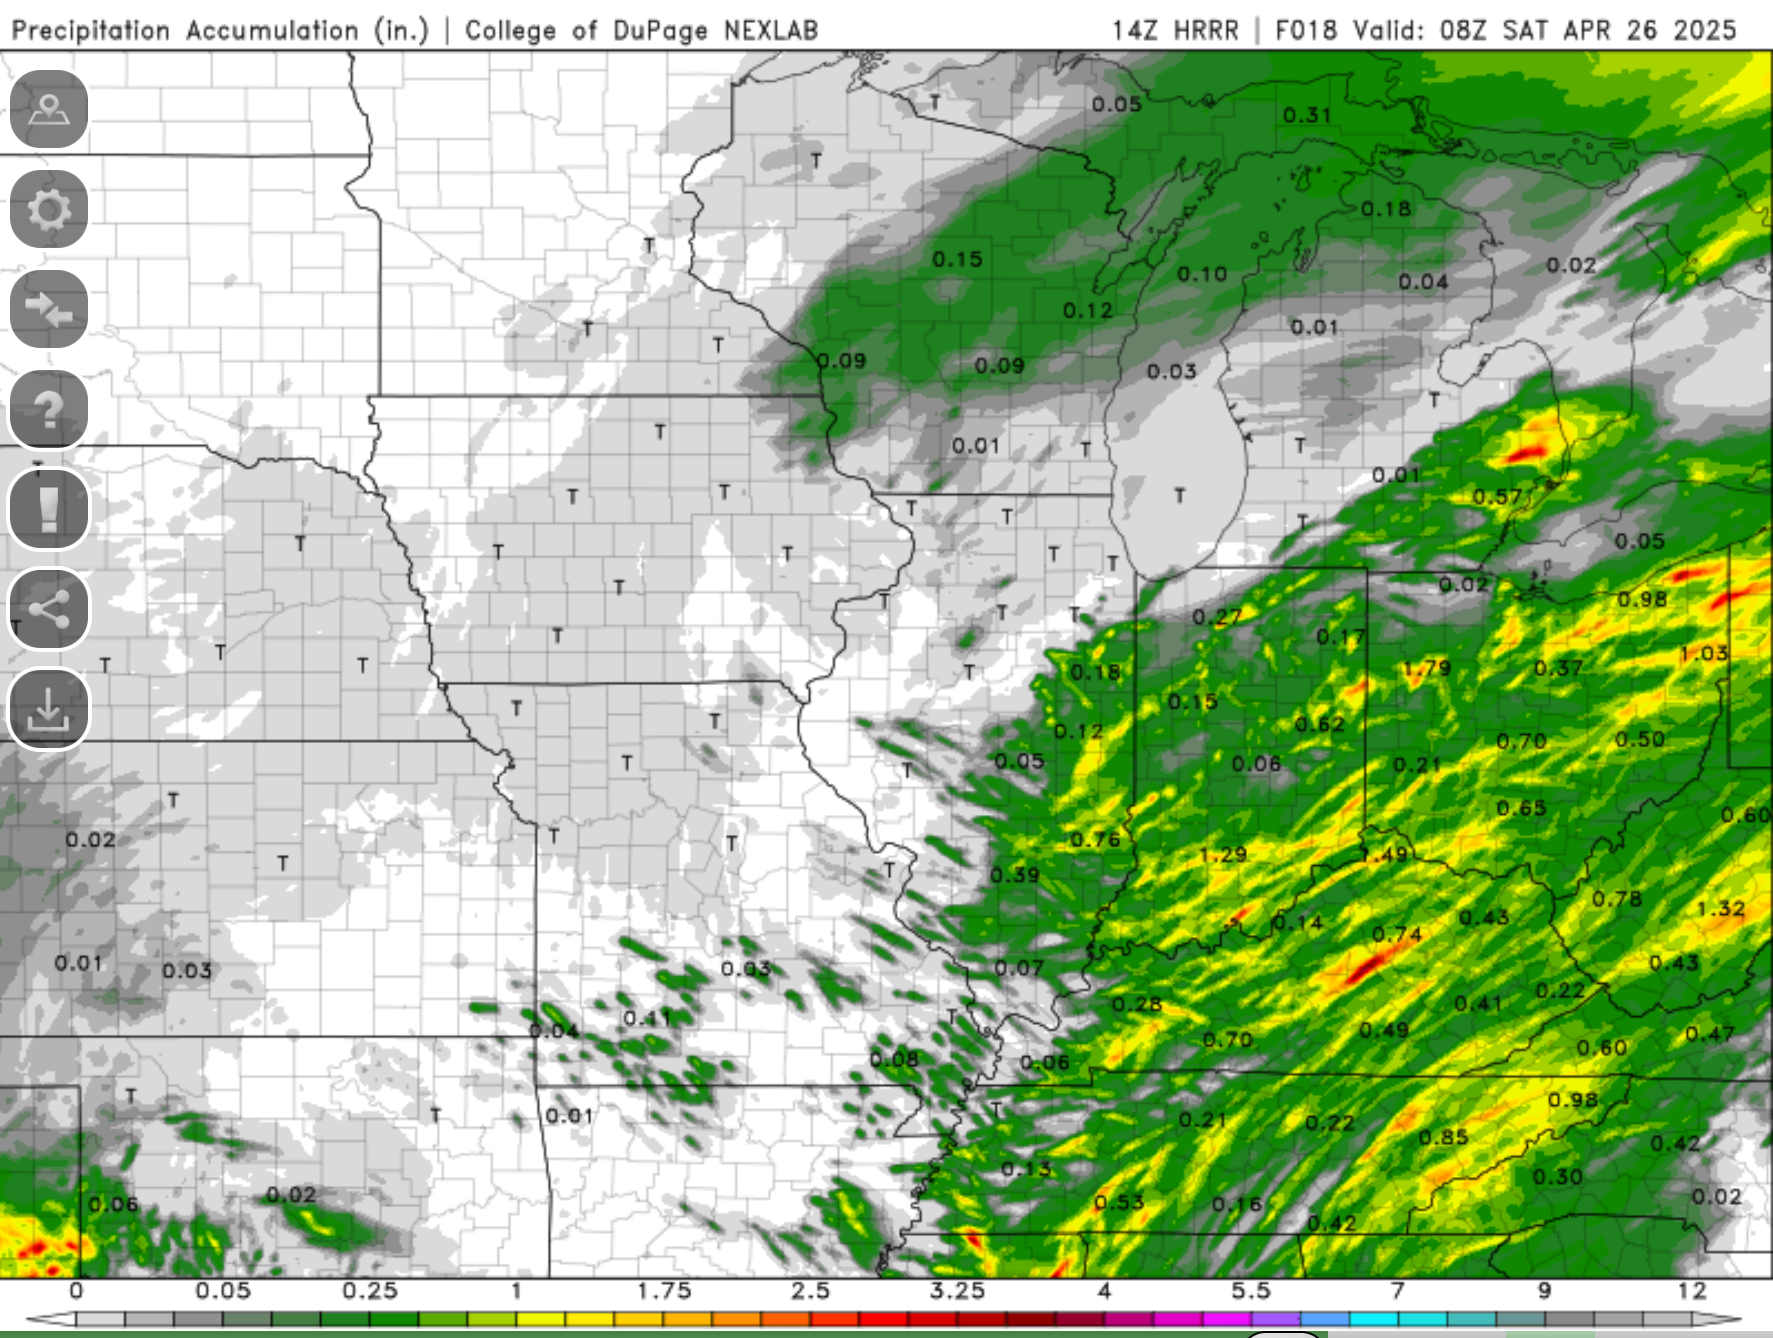 Precipitation Accumulation (in.) | College of DuPage NEXLAB
14Z HRRR | F018 Valid: 08Z SAT APR 26 2025
T 0.05 0.31
T
0.18
T
0.15 0.10 0.04 0.02
0.12
T T 0.01
0.09 0.09 0.03
T
T 0.01 T T
T
0.01
T T T 0.57
T T T
T T T T T 0.05
T 0.02
T T T T 0.27 0.98
T T 0.17
T T T T 0.18 1.79 0.37 1.03
T T 0.15 0.62
0.12 0.70 0.50
T T 0.05 0.06 0.21
T 0.65 0.60
0.02 T T 0.76
T T 0.39 1.29 1.49
0.78 1.32
0.14 0.74 0.43
0.01 0.03 0.03 0.07 0.43
0.28 0.41 0.22
0.04 0.11 T 0.70 0.49 0.47
0.08 0.06 0.60
T T 0.01 T 0.21 0.22 0.98
0.85 0.42
0.13 0.30
0.06 0.02 0.53 0.16 0.42 0.02
0 0.05 0.25 1 1.75 2.5 3.25 4 5.5 7 9 12